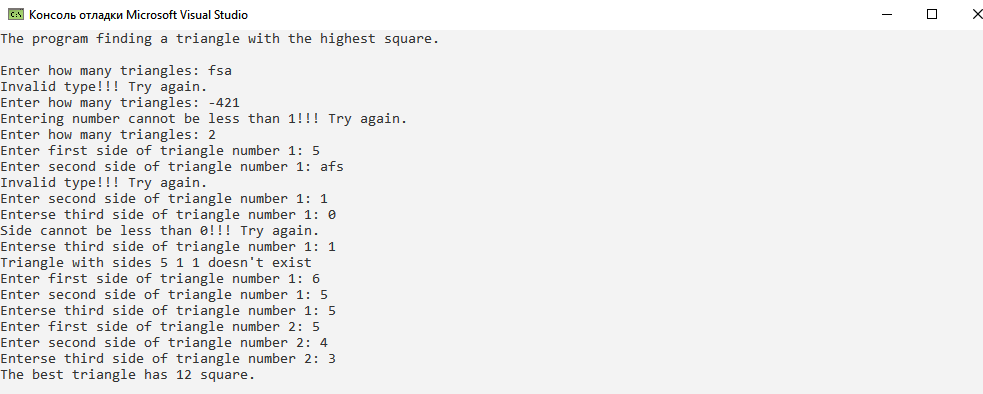 Консоль отладки Microsoft Visual Studio
The program finding a triangle with the highest square.
Enter how many triangles: fsa
Invalid type!!! Try again.
Enter how many triangles: -421
Entering number cannot be less than 1!!! Try again.
Enter how many triangles: 2
Enter first side of triangle number 1: 5
Enter second side of triangle number 1: afs
Invalid type!!! Try again.
Enter second side of triangle number 1: 1
Enterse third side of triangle number 1: 0
Side cannot be less than 0!!! Try again.
Enterse third side of triangle number 1: 1
Triangle with sides 5 1 1 doesn't exist
Enter first side of triangle number 1: 6
Enter second side of triangle number 1: 5
Enterse third side of triangle number 1: 5
Enter first side of triangle number 2: 5
Enter second side of triangle number 2: 4
Enterse third side of triangle number 2: 3
The best triangle has 12 square.